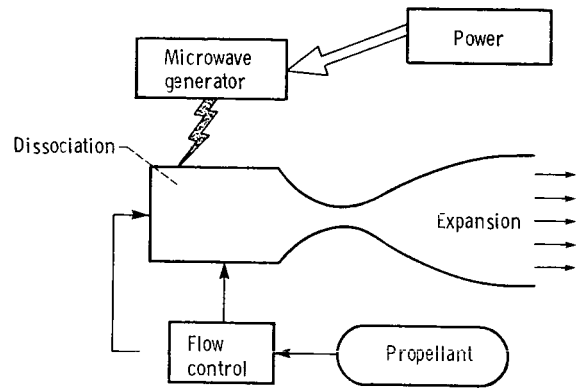 Power
Microwave
generator
Dissociation
Expansion
Flow
control
Propellant